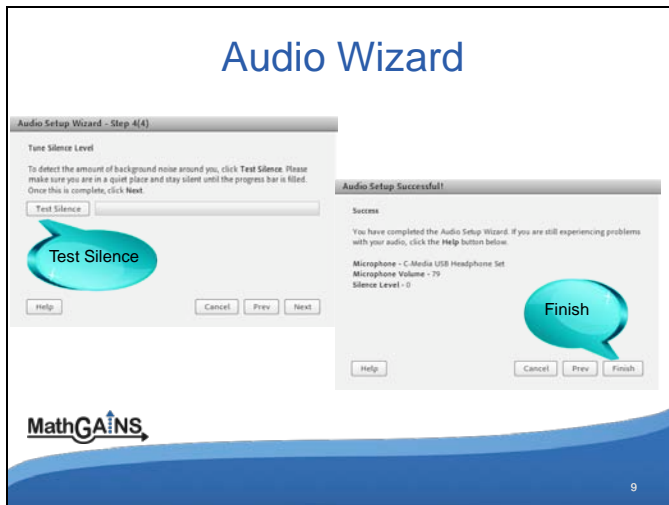 Audio Wizard
Audio Setup Wizard - Step 4(4)
Tune Silence Level
To detect the amount of background noise around you, click Test Silence. Please
make sure you are in a quiet place and stay silent until the progress bar is filled.
Once this is complete, click Next.
Test Silence
Test Silence
Help
Cancel
Prev
Next
Audio Setup Successful!
Success
You have completed the Audio Setup Wizard. If you are still experiencing problems
with your audio, click the Help button below.
Microphone - C-Media USB Headphone Set
Microphone Volume - 79
Silence Level - 0
Finish
Help
Cancel
Prev
Finish
MathGAINS
9